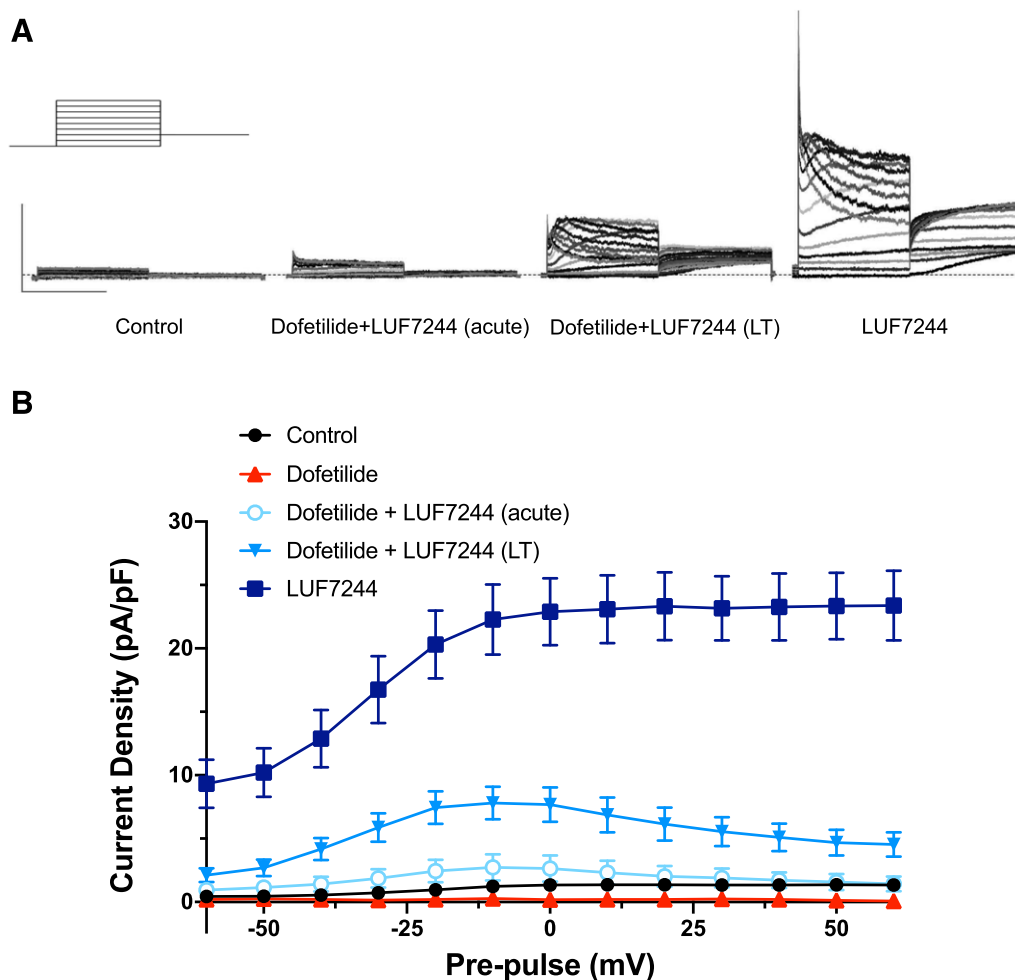 A
Control
Dofetilide+LUF7244 (acute)
Dofetilide+LUF7244 (LT)
LUF7244
B
Control
Dofetilide
Dofetilide + LUF7244 (acute)
Dofetilide + LUF7244 (LT)
LUF7244
Current Density (pA/pF)
30
20
10
0
-50
-25
0
25
50
Pre-pulse (mV)